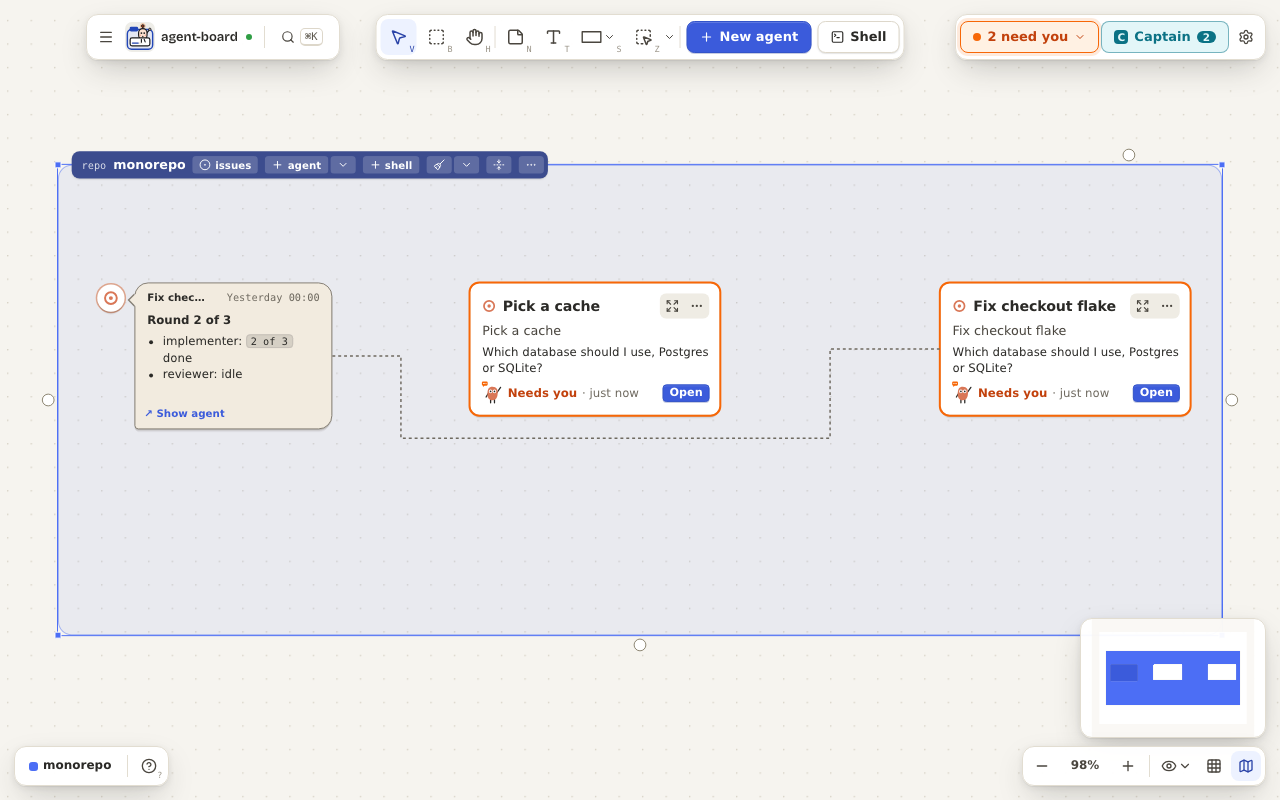 agent-board
⌘K
V
B
H
N
T
S
Z
New agent
Shell
2 need you
C Captain 2
repo monorepo
issues
agent
shell
Fix chec…
Yesterday 00:00
Round 2 of 3
implementer: 2 of 3
done
reviewer: idle
↗ Show agent
Pick a cache
Pick a cache
Which database should I use, Postgres
or SQLite?
Needs you · just now
Open
Fix checkout flake
Fix checkout flake
Which database should I use, Postgres
or SQLite?
Needs you · just now
Open
monorepo
?
98%